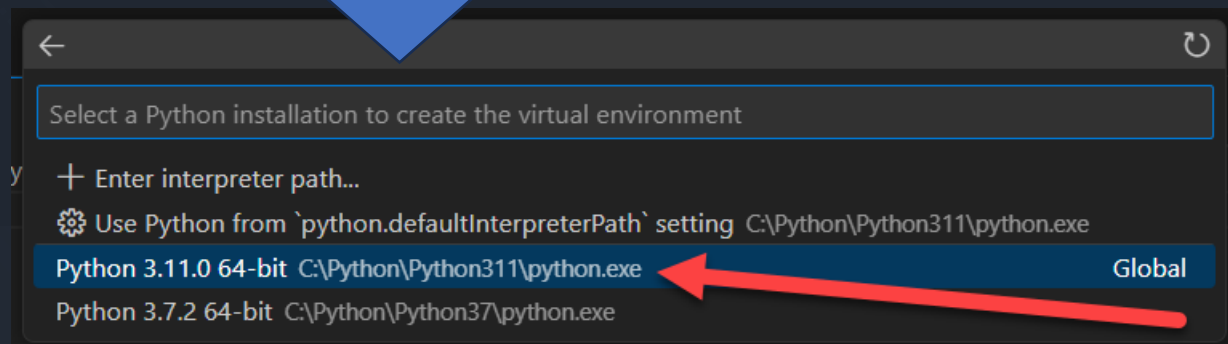 Select a Python installation to create the virtual environment
y
Enter interpreter path...
Use Python from `python.defaultInterpreterPath` setting C:\Python\Python311\python.exe
Python 3.11.0 64-bit C:\Python\Python311\python.exe Global
Python 3.7.2 64-bit C:\Python\Python37\python.exe